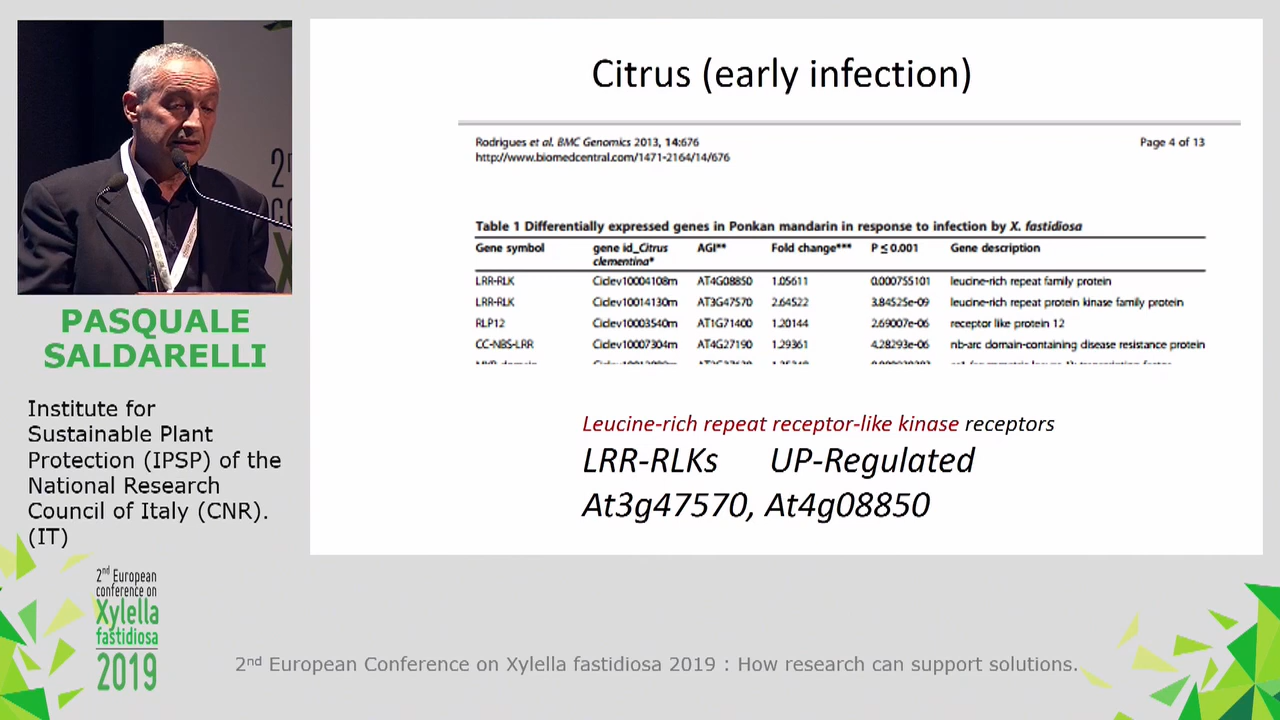 Citrus (early infection)
Rodrigues et al. BMC Genomics 2013, 14:676
Page 4 of 13
http://www.biomedcentral.com/1471-2164/14/676
Table 1 Differentially expressed genes in Ponkan mandarin in response to infection by X. fastidiosa
Gene symbol gene id_Citrus clementina* AGI** Fold change*** P ≤ 0.001 Gene description
LRR-RLK Ciclev10004108m AT4G08850 1.05611 0.000755101 leucine-rich repeat family protein
LRR-RLK Ciclev10014130m AT3G47570 2.64522 3.84525e-09 leucine-rich repeat protein kinase family protein
RLP12 Ciclev10003540m AT1G71400 1.20144 2.69007e-06 receptor like protein 12
CC-NBS-LRR Ciclev10007304m AT4G27190 1.29361 4.28293e-06 nb-arc domain-containing disease resistance protein
Leucine-rich repeat receptor-like kinase receptors
LRR-RLKs UP-Regulated
At3g47570, At4g08850
2n
CO
X
PASQUALE
SALDARELLI
Institute for
Sustainable Plant
Protection (IPSP) of the
National Research
Council of Italy (CNR).
(IT)
2nd European
conference on
Xylella
fastidiosa
2019
2nd European Conference on Xylella fastidiosa 2019 : How research can support solutions.